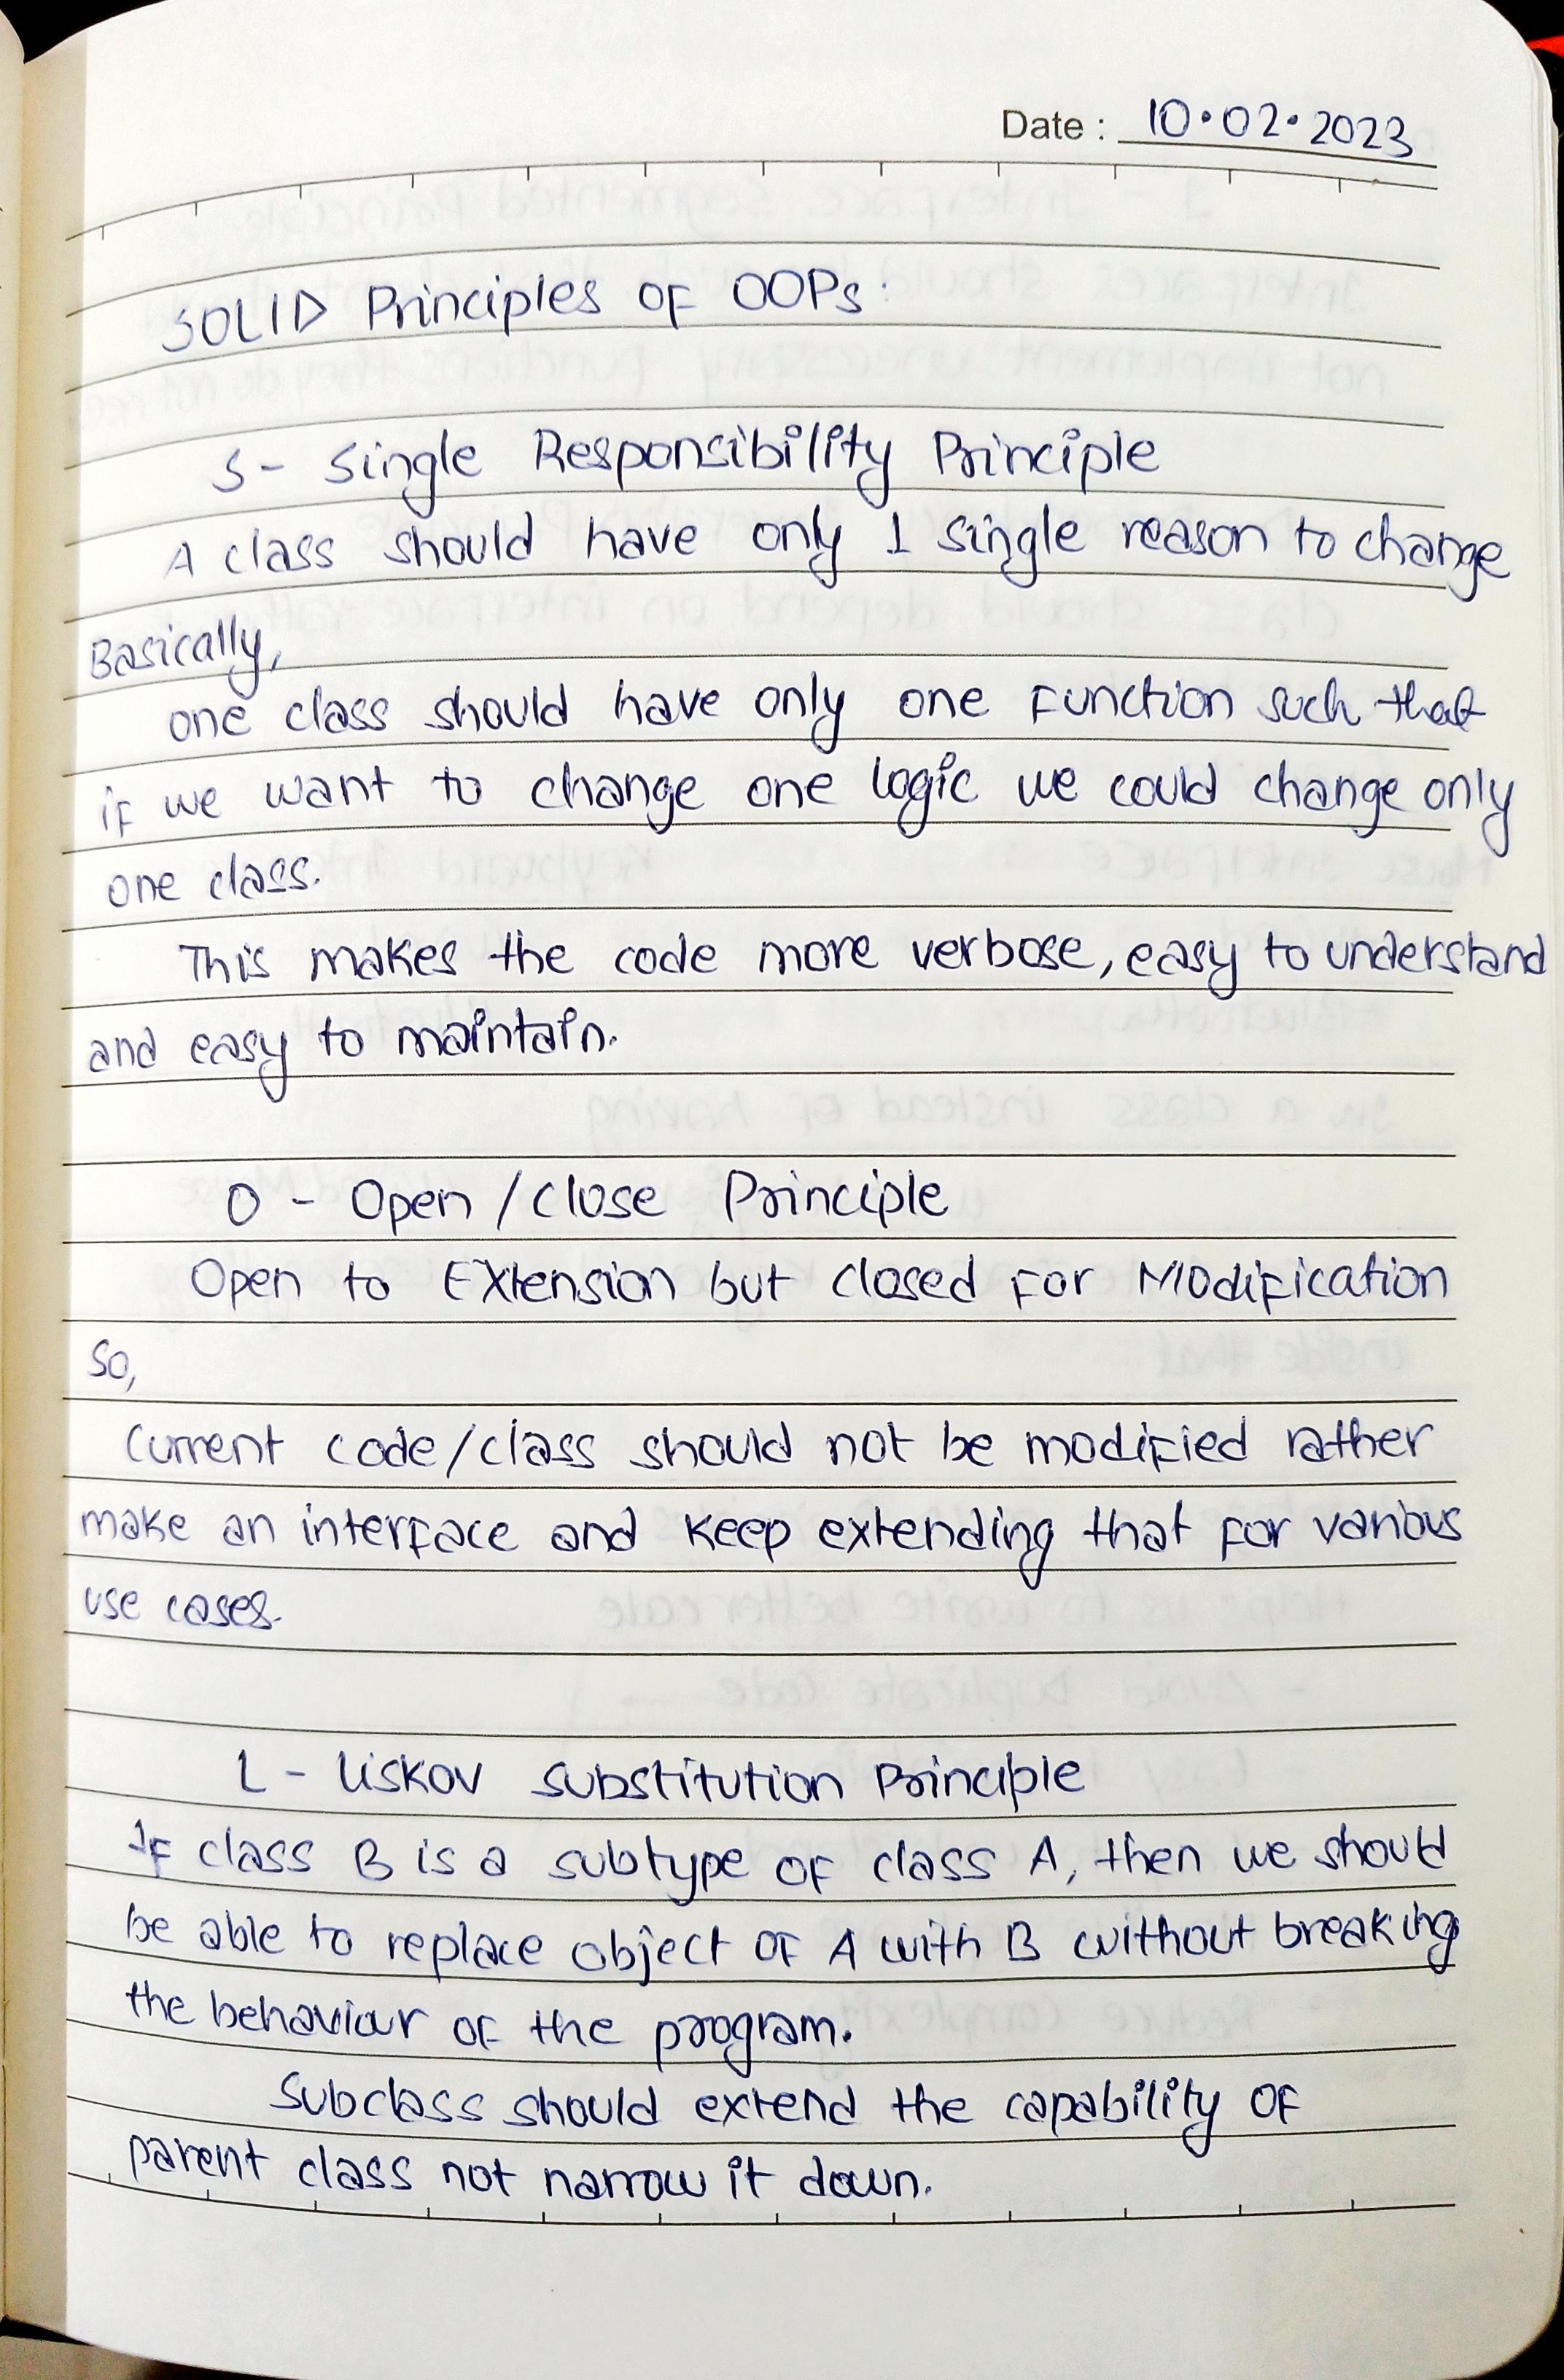 Date : 10.02.2023
SOLID Principles OF OOPs:
S - Single Responsibility Principle
A class should have only 1 single reason to change
Basically,
one class should have only one Function such that
if we want to change one logic we could change only
one class.
This makes the code more verbose, easy to understand
and easy to maintain.
O - Open / Close Principle
Open to Extension but Closed For Modification
So,
Current code/class should not be modified rather
make an interface and keep extending that for various
use cases.
L - Liskov Substitution Principle
If class B is a subtype of class A, then we should
be able to replace object of A with B without breaking
the behaviour of the program.
Subclass should extend the capability of
parent class not narrow it down.